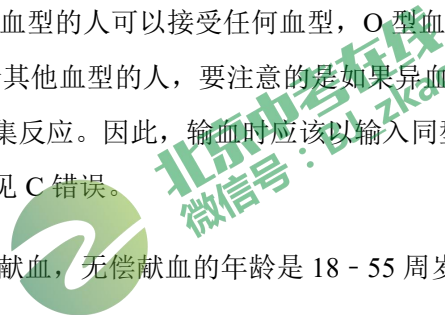 血型的人可以接受任何血型，O 型血
其他血型的人，要注意的是如果异血
集反应。因此，输血时应该以输入同型
见 C 错误。
献血，无偿献血的年龄是 18﹣55 周岁
北京中考在线
微信号：BJ_zkao